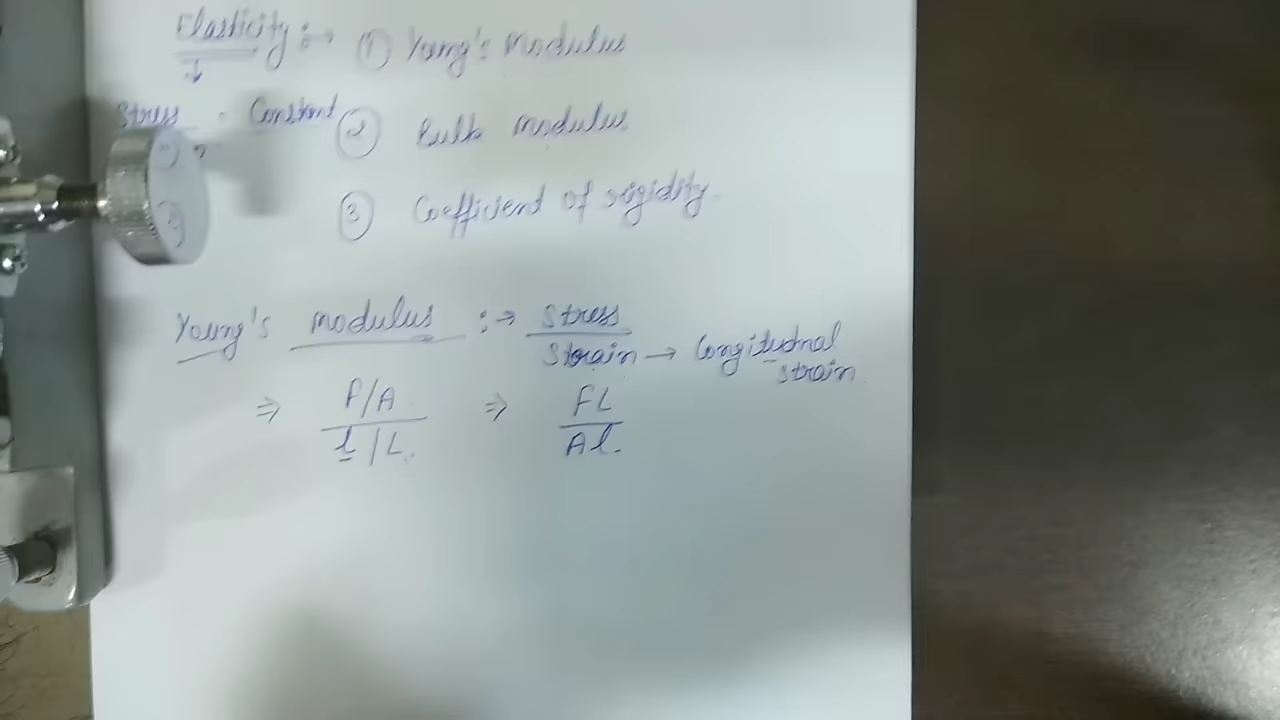 Elasticity :→ ① Young's Modulus
↓
Stress Constant ② Bulk modulus
③ Coefficient of rigidity.
Young's modulus :→ Stress / Strain → Longitudnal strain
⇒ F/A / l/L. ⇒ FL / Al.